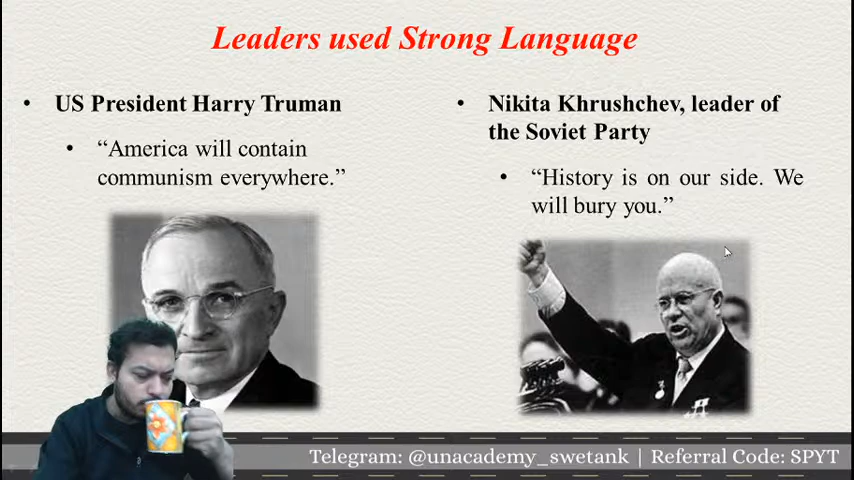 Leaders used Strong Language
• US President Harry Truman
• “America will contain
communism everywhere.”
• Nikita Khrushchev, leader of
the Soviet Party
• “History is on our side. We
will bury you.”
Telegram: @unacademy_swetank | Referral Code: SPYT